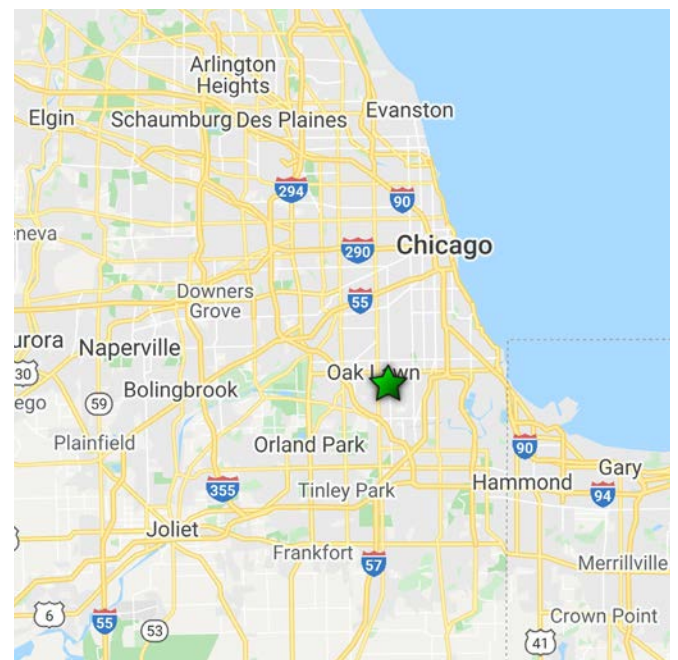 Arlington
Heights
Evanston
Elgin
Schaumburg
Des Plaines
294
90
neva
Chicago
290
Downers
Grove
55
urora
Naperville
30
Oak L wn
Bolingbrook
ego
59
Plainfield
Orland Park
90
Gary
355
Tinley Park
Hammond
94
Joliet
Frankfort
57
Merrillville
6
55
53
Crown Point
41